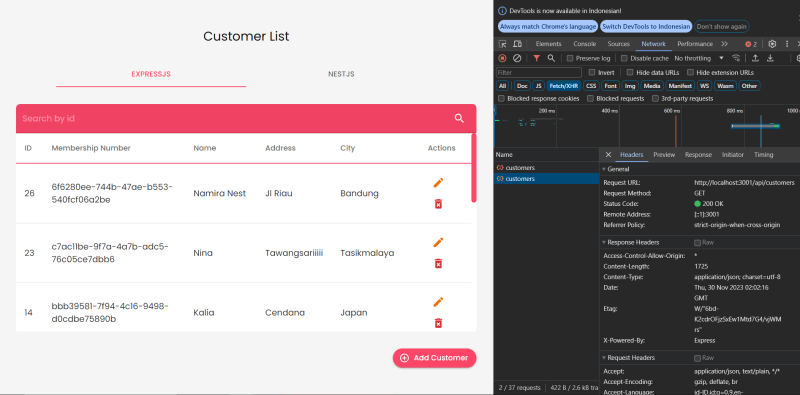 Customer List
EXPRESSJS
NESTJS
Search by id
ID Membership Number Name Address City Actions
26 6f6280ee-744b-47ae-b553-540fcf06a2be Namira Nest Jl Riau Bandung
23 c7ac11be-9f7a-4a7b-adc5-76c05ce7dbb6 Nina Tawangsariiiii Tasikmalaya
14 bbb39581-7f94-4c16-9498-d0cdbe75890b Kalia Cendana Japan
Add Customer
DevTools is now available in Indonesian!
Always match Chrome's language Switch DevTools to Indonesian Don't show again
Elements Console Sources Network Performance >> 2
Preserve log Disable cache No throttling
Filter Invert Hide data URLs Hide extension URLs
All Doc JS Fetch/XHR CSS Font Img Media Manifest WS Wasm Other
Blocked response cookies Blocked requests 3rd-party requests
200 ms 400 ms 600 ms 800 ms 1000
Name
customers
customers
Headers Preview Response Initiator Timing
General
Request URL: http://localhost:3001/api/customers
Request Method: GET
Status Code: 200 OK
Remote Address: [::1]:3001
Referrer Policy: strict-origin-when-cross-origin
Response Headers Raw
Access-Control-Allow-Origin: *
Content-Length: 1725
Content-Type: application/json; charset=utf-8
Date: Thu, 30 Nov 2023 02:02:16
GMT
Etag: W/"6bd-
K2cdrOFjzSxEw1Mtd7G4/vjWM
rs"
X-Powered-By: Express
Request Headers Raw
Accept: application/json, text/plain, */*
Accept-Encoding: gzip, deflate, br
Accept-Language: id-ID,id;q=0.9,en-
2 / 37 requests 422 B / 2.6 kB tra